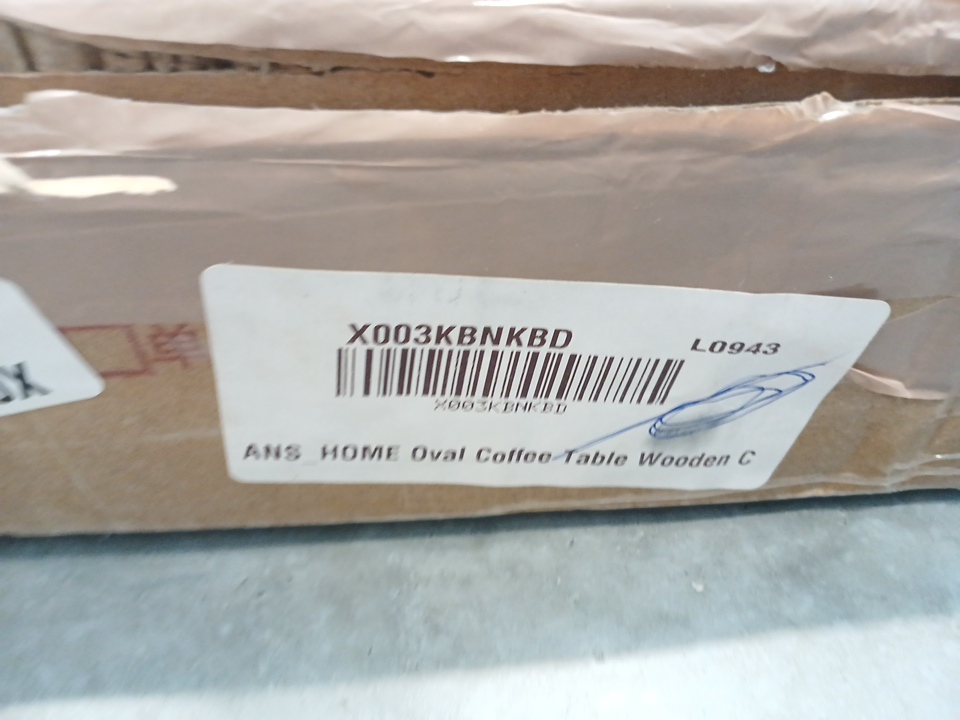 X003KBNKBD
L0943
X003KBNKBD
ANS_HOME Oval Coffee Table Wooden C